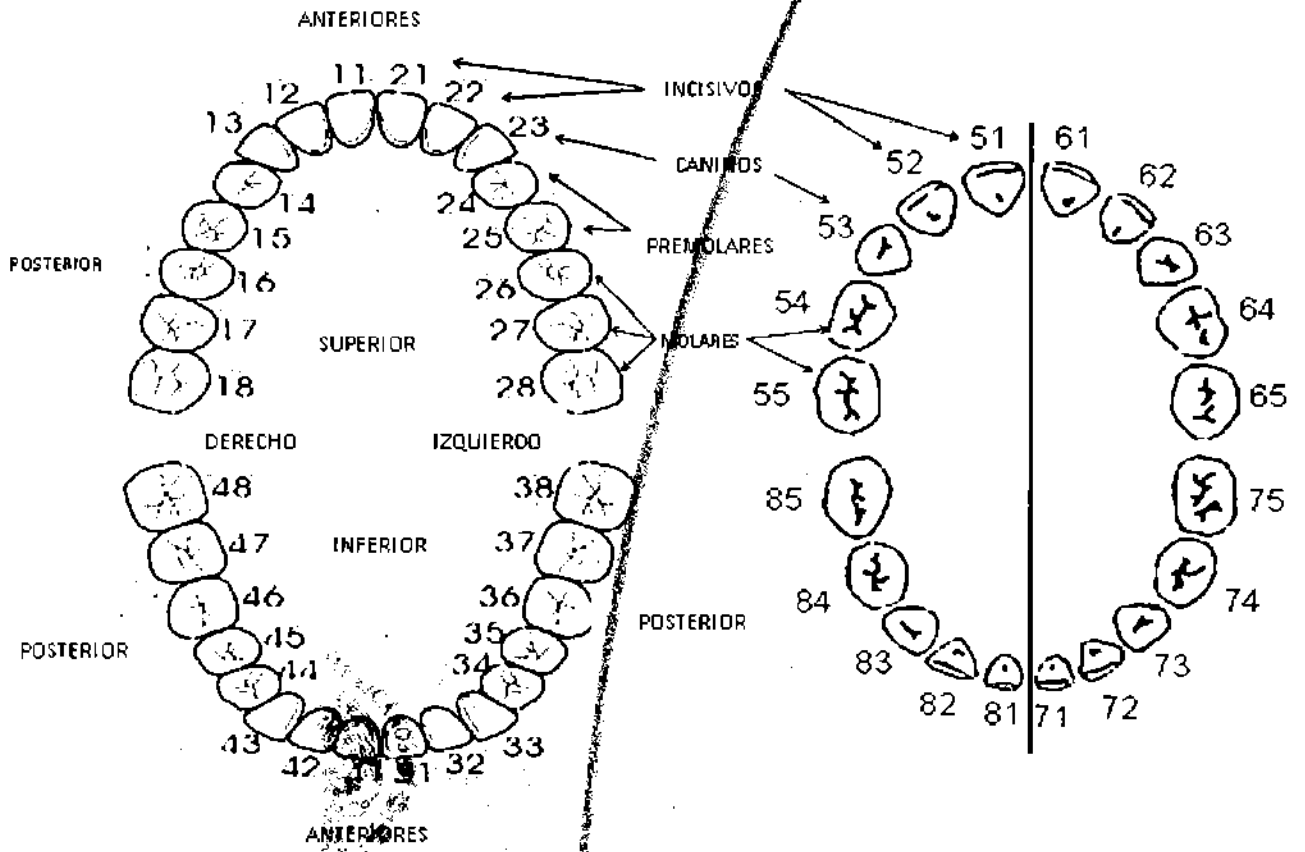 ANTERIORES
11 21
12 22
13 23
INCISIVOS
51 61
52 62
CANINOS
14 24
53 63
15 25
PREMOLARES
POSTERIOR
16 26
54 64
17 27
SUPERIOR
MOLARES
18 28
55 65
DERECHO IZQUIERDO
48 38
85 75
47 INFERIOR 37
46 36
84 74
POSTERIOR
POSTERIOR
45 35
44 34
83 73
82 81 71 72
43 33
42 32
ANTERIORES